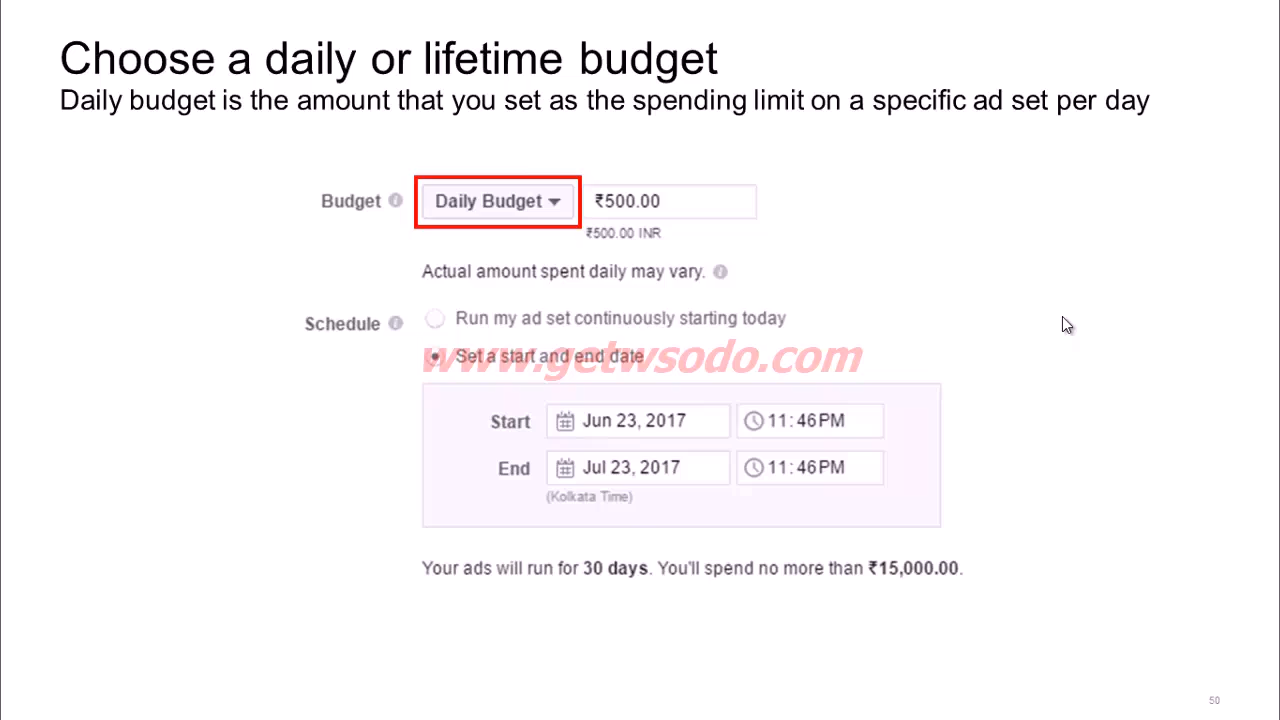 Choose a daily or lifetime budget
Daily budget is the amount that you set as the spending limit on a specific ad set per day
Budget Daily Budget ₹500.00
₹500.00 INR
Actual amount spent daily may vary.
Schedule Run my ad set continuously starting today
Set a start and end date
www.getwsodo.com
Start Jun 23, 2017 11:46PM
End Jul 23, 2017 11:46PM
(Kolkata Time)
Your ads will run for 30 days. You'll spend no more than ₹15,000.00.
50